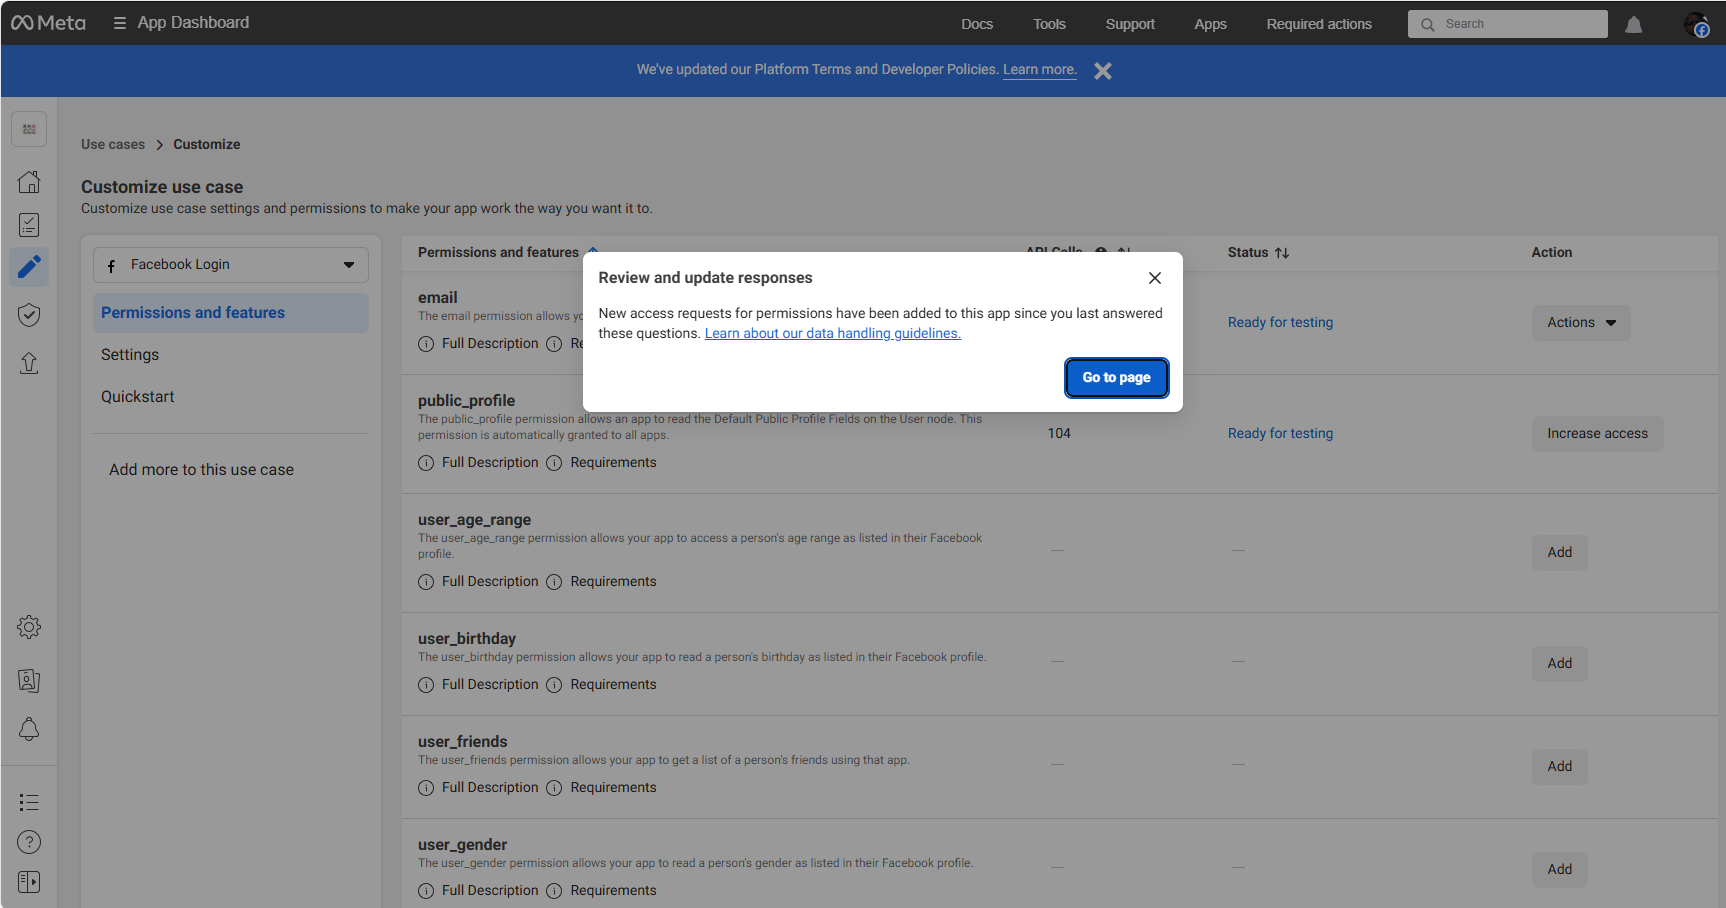 Meta
App Dashboard
Docs
Tools
Support
Apps
Required actions
Search
We've updated our Platform Terms and Developer Policies. Learn more.
Use cases > Customize
Customize use case
Customize use case settings and permissions to make your app work the way you want it to.
Facebook Login
Permissions and features
Settings
Quickstart
Add more to this use case
Permissions and features
Status
Action
email
The email permission allows
Full Description
Ready for testing
Actions
Review and update responses
New access requests for permissions have been added to this app since you last answered
these questions. Learn about our data handling guidelines.
Go to page
public_profile
The public_profile permission allows an app to read the Default Public Profile Fields on the User node. This
permission is automatically granted to all apps.
Full Description
Requirements
104
Ready for testing
Increase access
user_age_range
The user_age_range permission allows your app to access a person's age range as listed in their Facebook
profile.
Full Description
Requirements
—
—
Add
user_birthday
The user_birthday permission allows your app to read a person's birthday as listed in their Facebook profile.
Full Description
Requirements
—
—
Add
user_friends
The user_friends permission allows your app to get a list of a person's friends using that app.
Full Description
Requirements
—
—
Add
user_gender
The user_gender permission allows your app to read a person's gender as listed in their Facebook profile.
Full Description
Requirements
—
—
Add